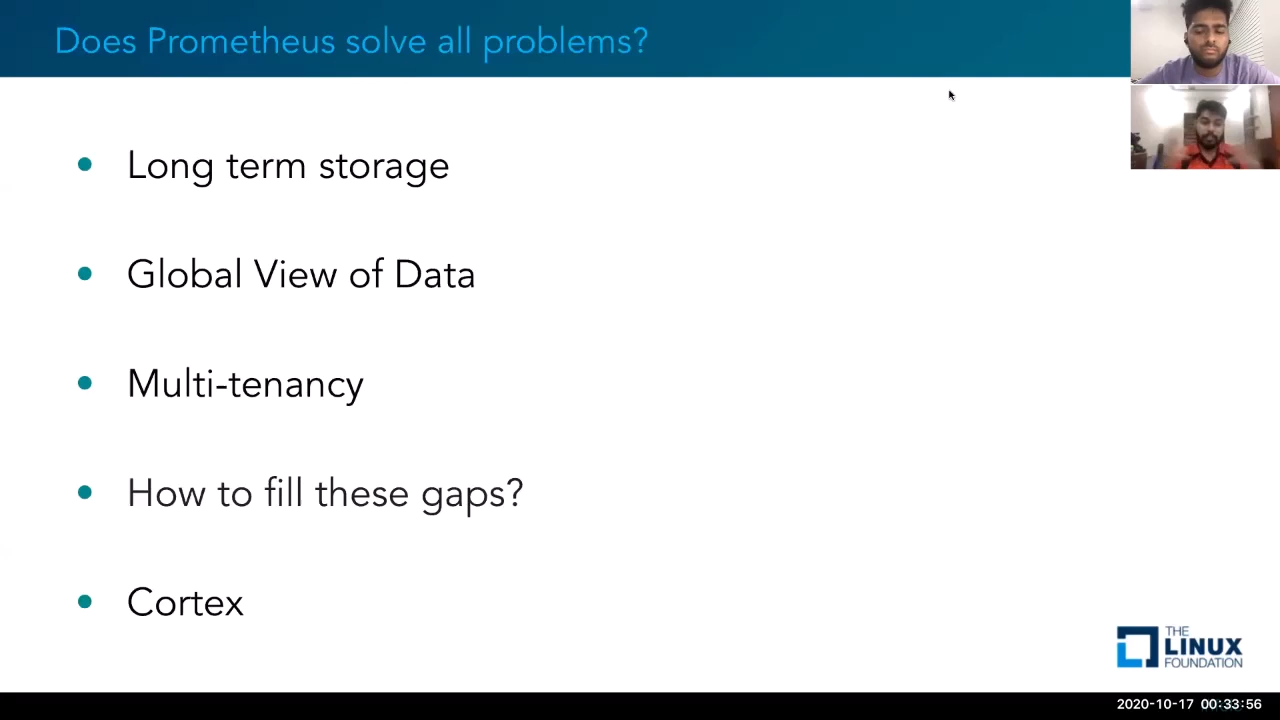 Does Prometheus solve all problems?
Long term storage
Global View of Data
Multi-tenancy
How to fill these gaps?
Cortex
THE
LINUX
FOUNDATION
2020-10-17 00:33:56